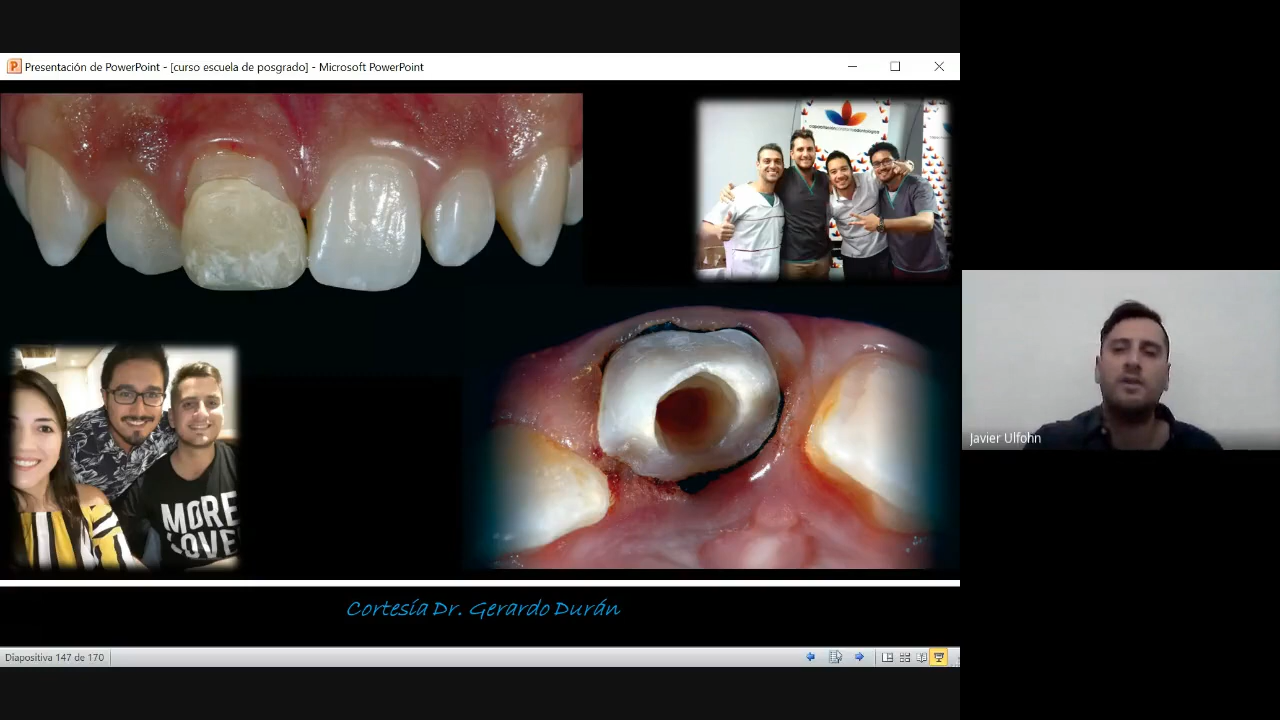 Presentación de PowerPoint - [curso escuela de posgrado] - Microsoft PowerPoint
MORE
LOVE
Javier Ulfohn
Cortesía Dr. Gerardo Durán
Diapositiva 147 de 170